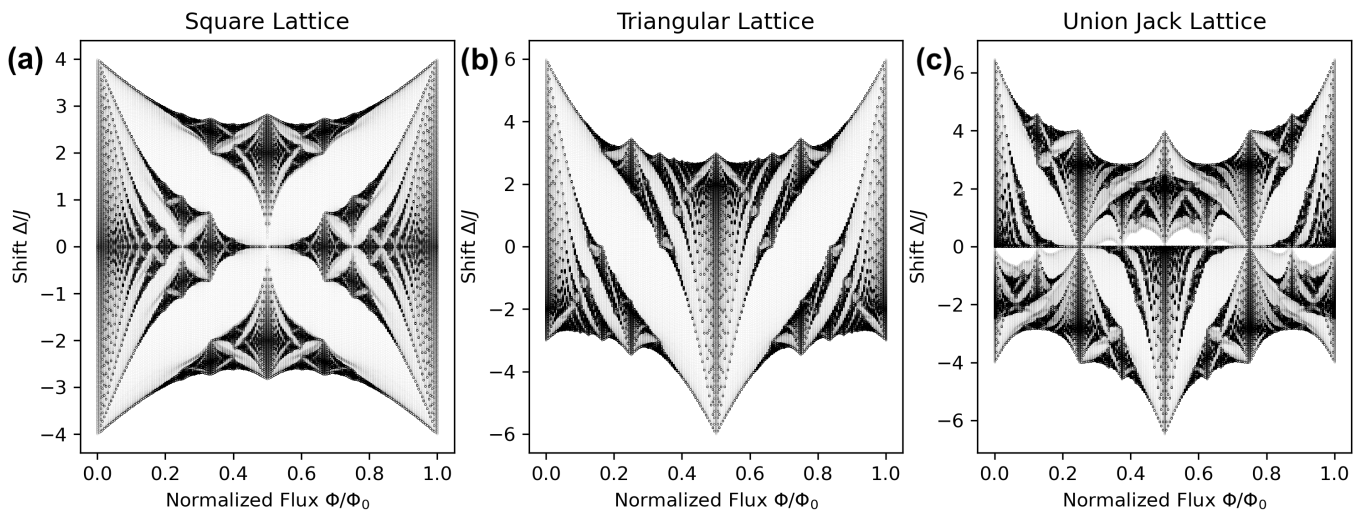 Square Lattice
(a)
4
3
2
1
0
−1
−2
−3
−4
Shift Δ/J
0.0 0.2 0.4 0.6 0.8 1.0
Normalized Flux Φ/Φ₀
Triangular Lattice
(b)
6
4
2
0
−2
−4
−6
Shift Δ/J
0.0 0.2 0.4 0.6 0.8 1.0
Normalized Flux Φ/Φ₀
Union Jack Lattice
(c)
6
4
2
0
−2
−4
−6
Shift Δ/J
0.0 0.2 0.4 0.6 0.8 1.0
Normalized Flux Φ/Φ₀